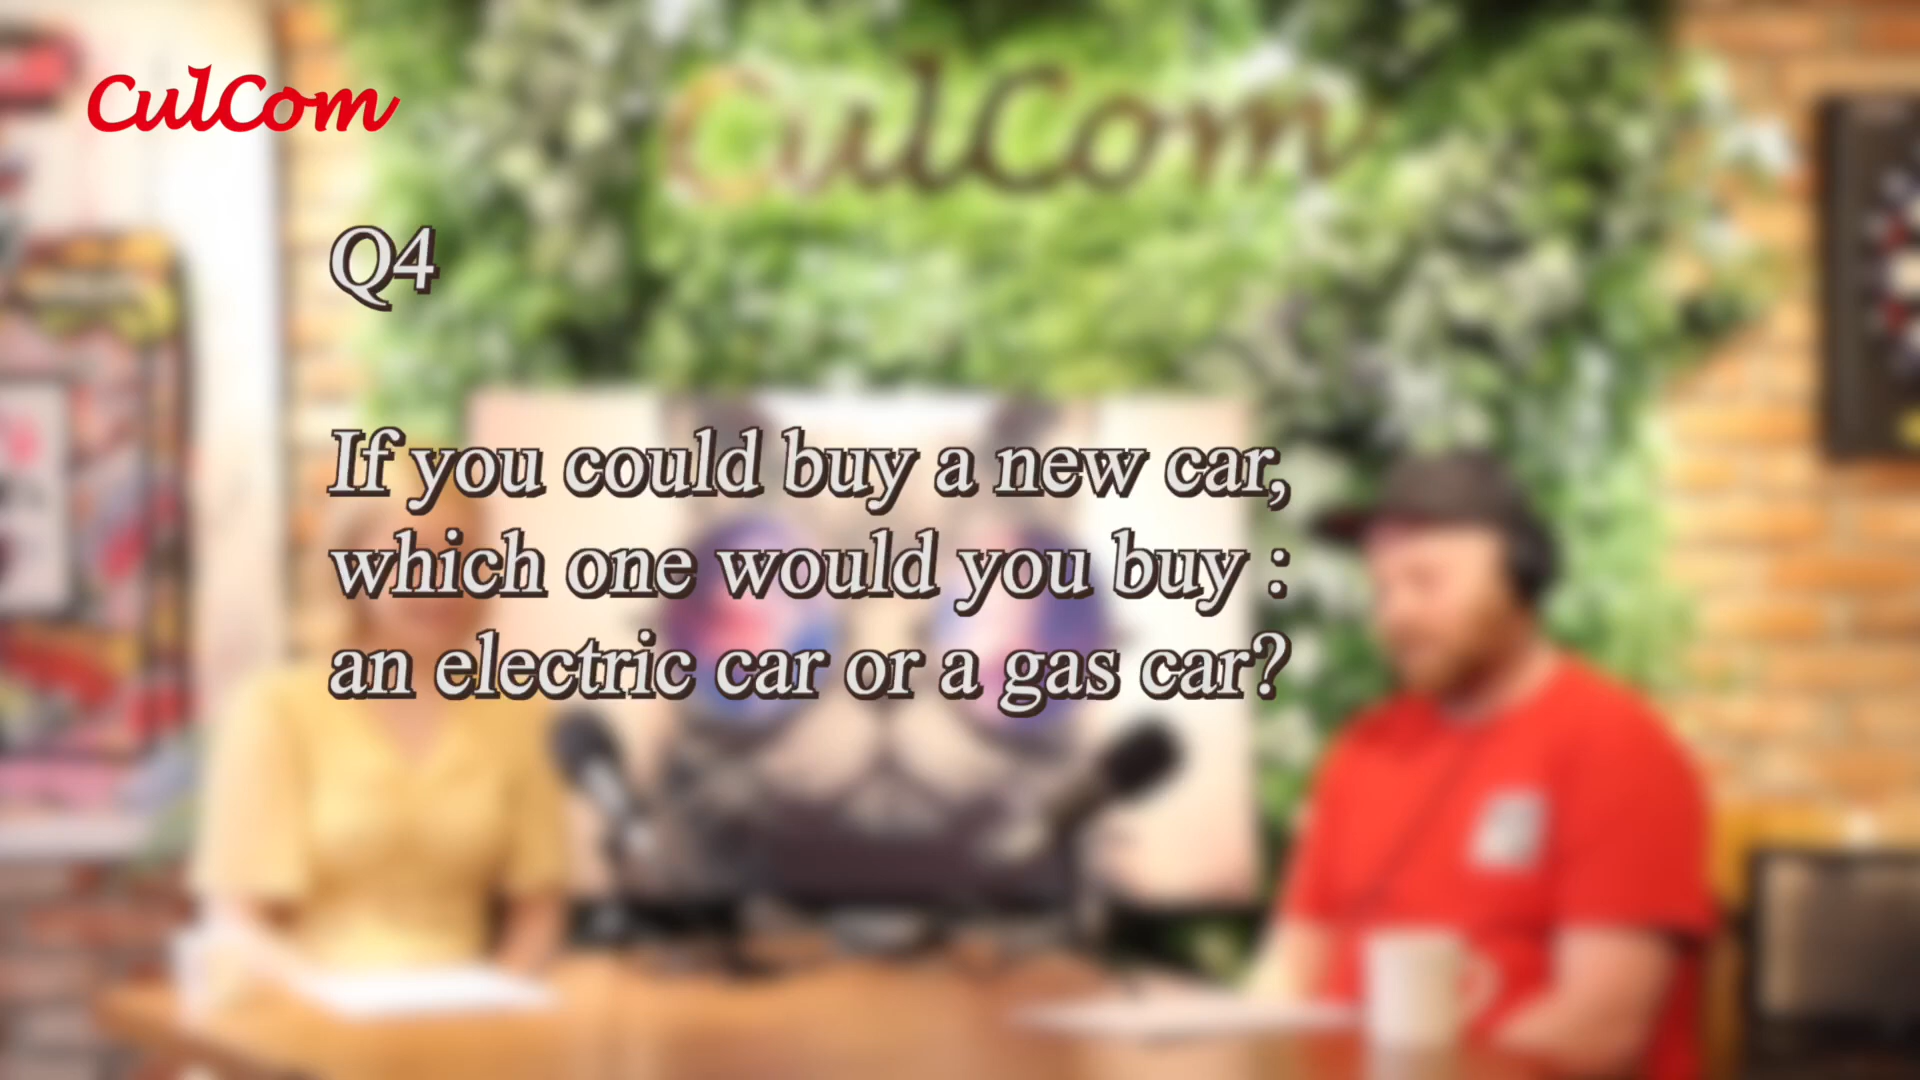 CulCom
CulCom
Q4
If you could buy a new car,
which one would you buy :
an electric car or a gas car?